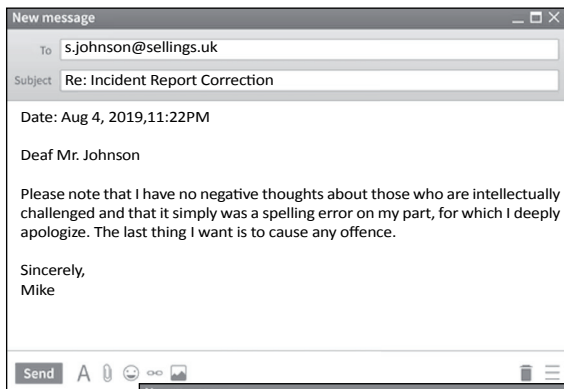 New message
To s.johnson@sellings.uk
Subject Re: Incident Report Correction
Date: Aug 4, 2019,11:22PM
Deaf Mr. Johnson
Please note that I have no negative thoughts about those who are intellectually
challenged and that it simply was a spelling error on my part, for which I deeply
apologize. The last thing I want is to cause any offence.
Sincerely,
Mike
Send A